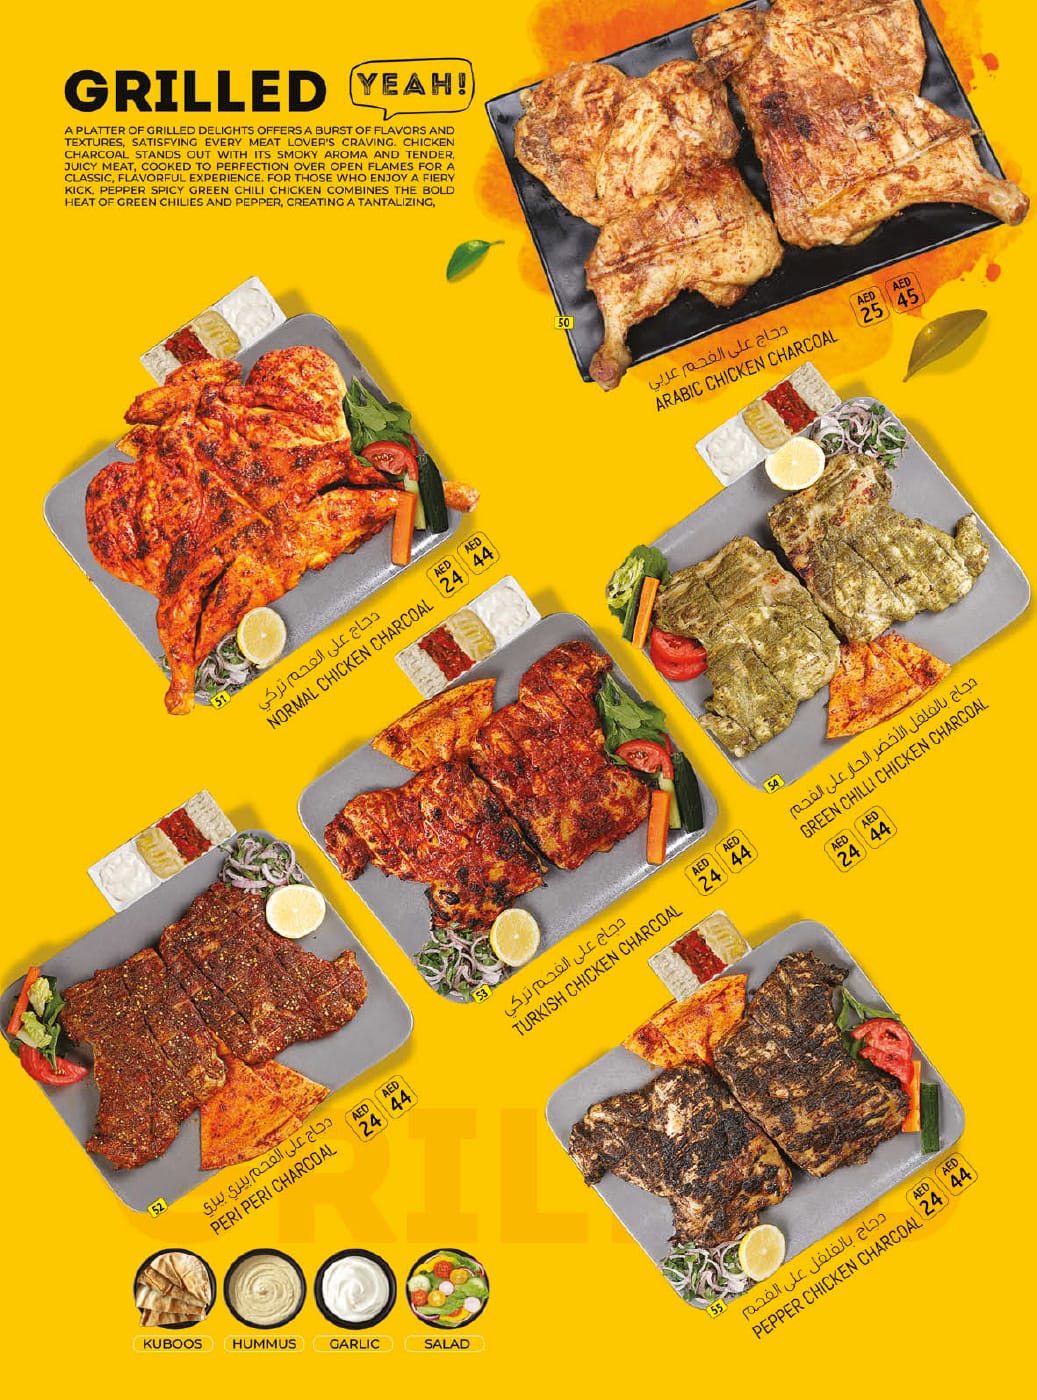 GRILLED
YEAH!
A PLATTER OF GRILLED DELIGHTS OFFERS A BURST OF FLAVORS AND
TEXTURES, SATISFYING EVERY MEAT LOVER'S CRAVING. CHICKEN
CHARCOAL STANDS OUT WITH ITS SMOKY AROMA AND TENDER,
JUICY MEAT, COOKED TO PERFECTION OVER OPEN FLAMES FOR A
CLASSIC, FLAVORFUL EXPERIENCE. FOR THOSE WHO ENJOY A FIERY
KICK, PEPPER SPICY GREEN CHILI CHICKEN COMBINES THE BOLD
HEAT OF GREEN CHILIES AND PEPPER, CREATING A TANTALIZING,
50
دجاج على الفحم عربي
ARABIC CHICKEN CHARCOAL
AED 25
AED 45
51
دجاج على الفحم تركي
NORMAL CHICKEN CHARCOAL
AED 24
AED 44
54
دجاج بالفلفل الأخضر الحار على الفحم
GREEN CHILLI CHICKEN CHARCOAL
AED 24
AED 44
53
دجاج على الفحم تركي
TURKISH CHICKEN CHARCOAL
AED 24
AED 44
52
دجاج على الفحم بيري بيري
PERI PERI CHARCOAL
AED 24
AED 44
55
دجاج بالفلفل على الفحم
PEPPER CHICKEN CHARCOAL
AED 24
AED 44
GRILLED
KUBOOS
HUMMUS
GARLIC
SALAD